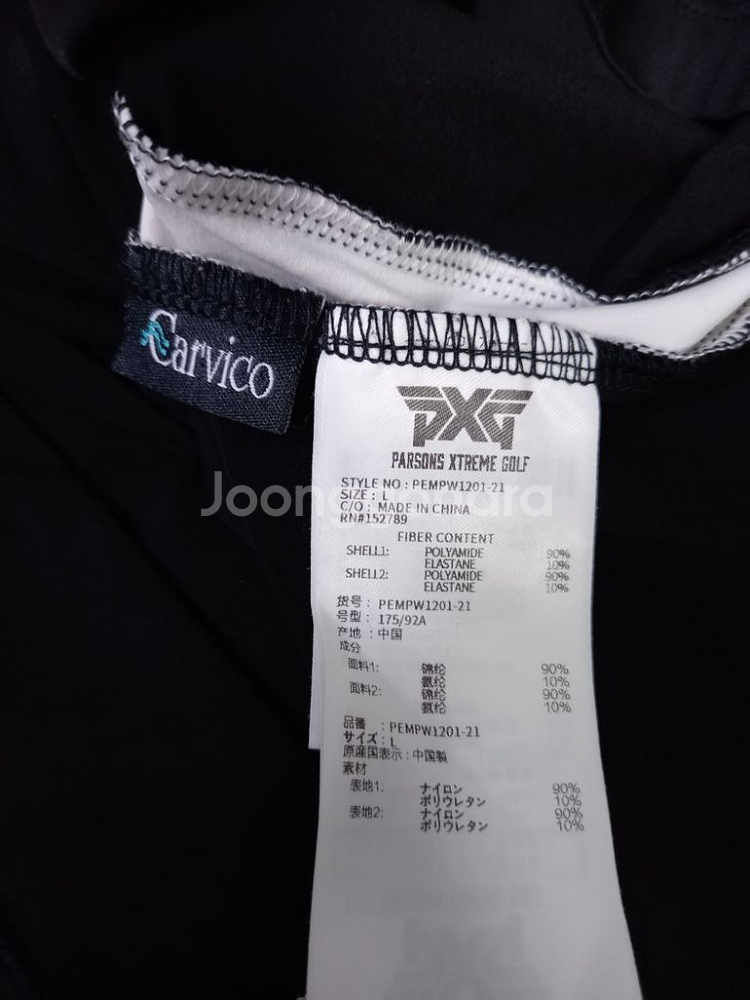 Carvico
PXG
PARSONS XTREME GOLF
STYLE NO : PEMPW1201-21
SIZE : L
C/O : MADE IN CHINA
RN#152789
FIBER CONTENT
SHELL1: POLYAMIDE 90%
ELASTANE 10%
SHELL2: POLYAMIDE 90%
ELASTANE 10%
货号 : PEMPW1201-21
号型 : 175/92A
产地 : 中国
成分
面料1: 锦纶 90%
氨纶 10%
面料2: 锦纶 90%
氨纶 10%
品番 : PEMPW1201-21
サイズ : L
原産国表示 : 中国製
素材
表地1: ナイロン 90%
ポリウレタン 10%
表地2: ナイロン 90%
ポリウレタン 10%